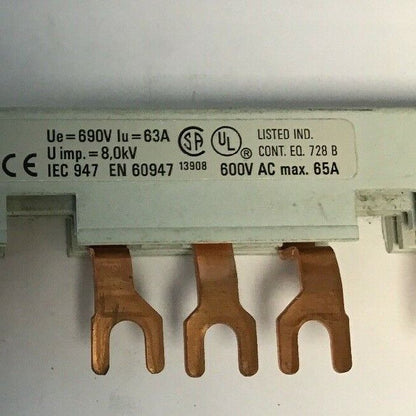 Ue=690V Iu=63A
U imp.=8,0kV
CE IEC 947 EN 60947
SA
13908
UL ®
LISTED IND.
CONT. EQ. 728 B
600V AC max. 65A